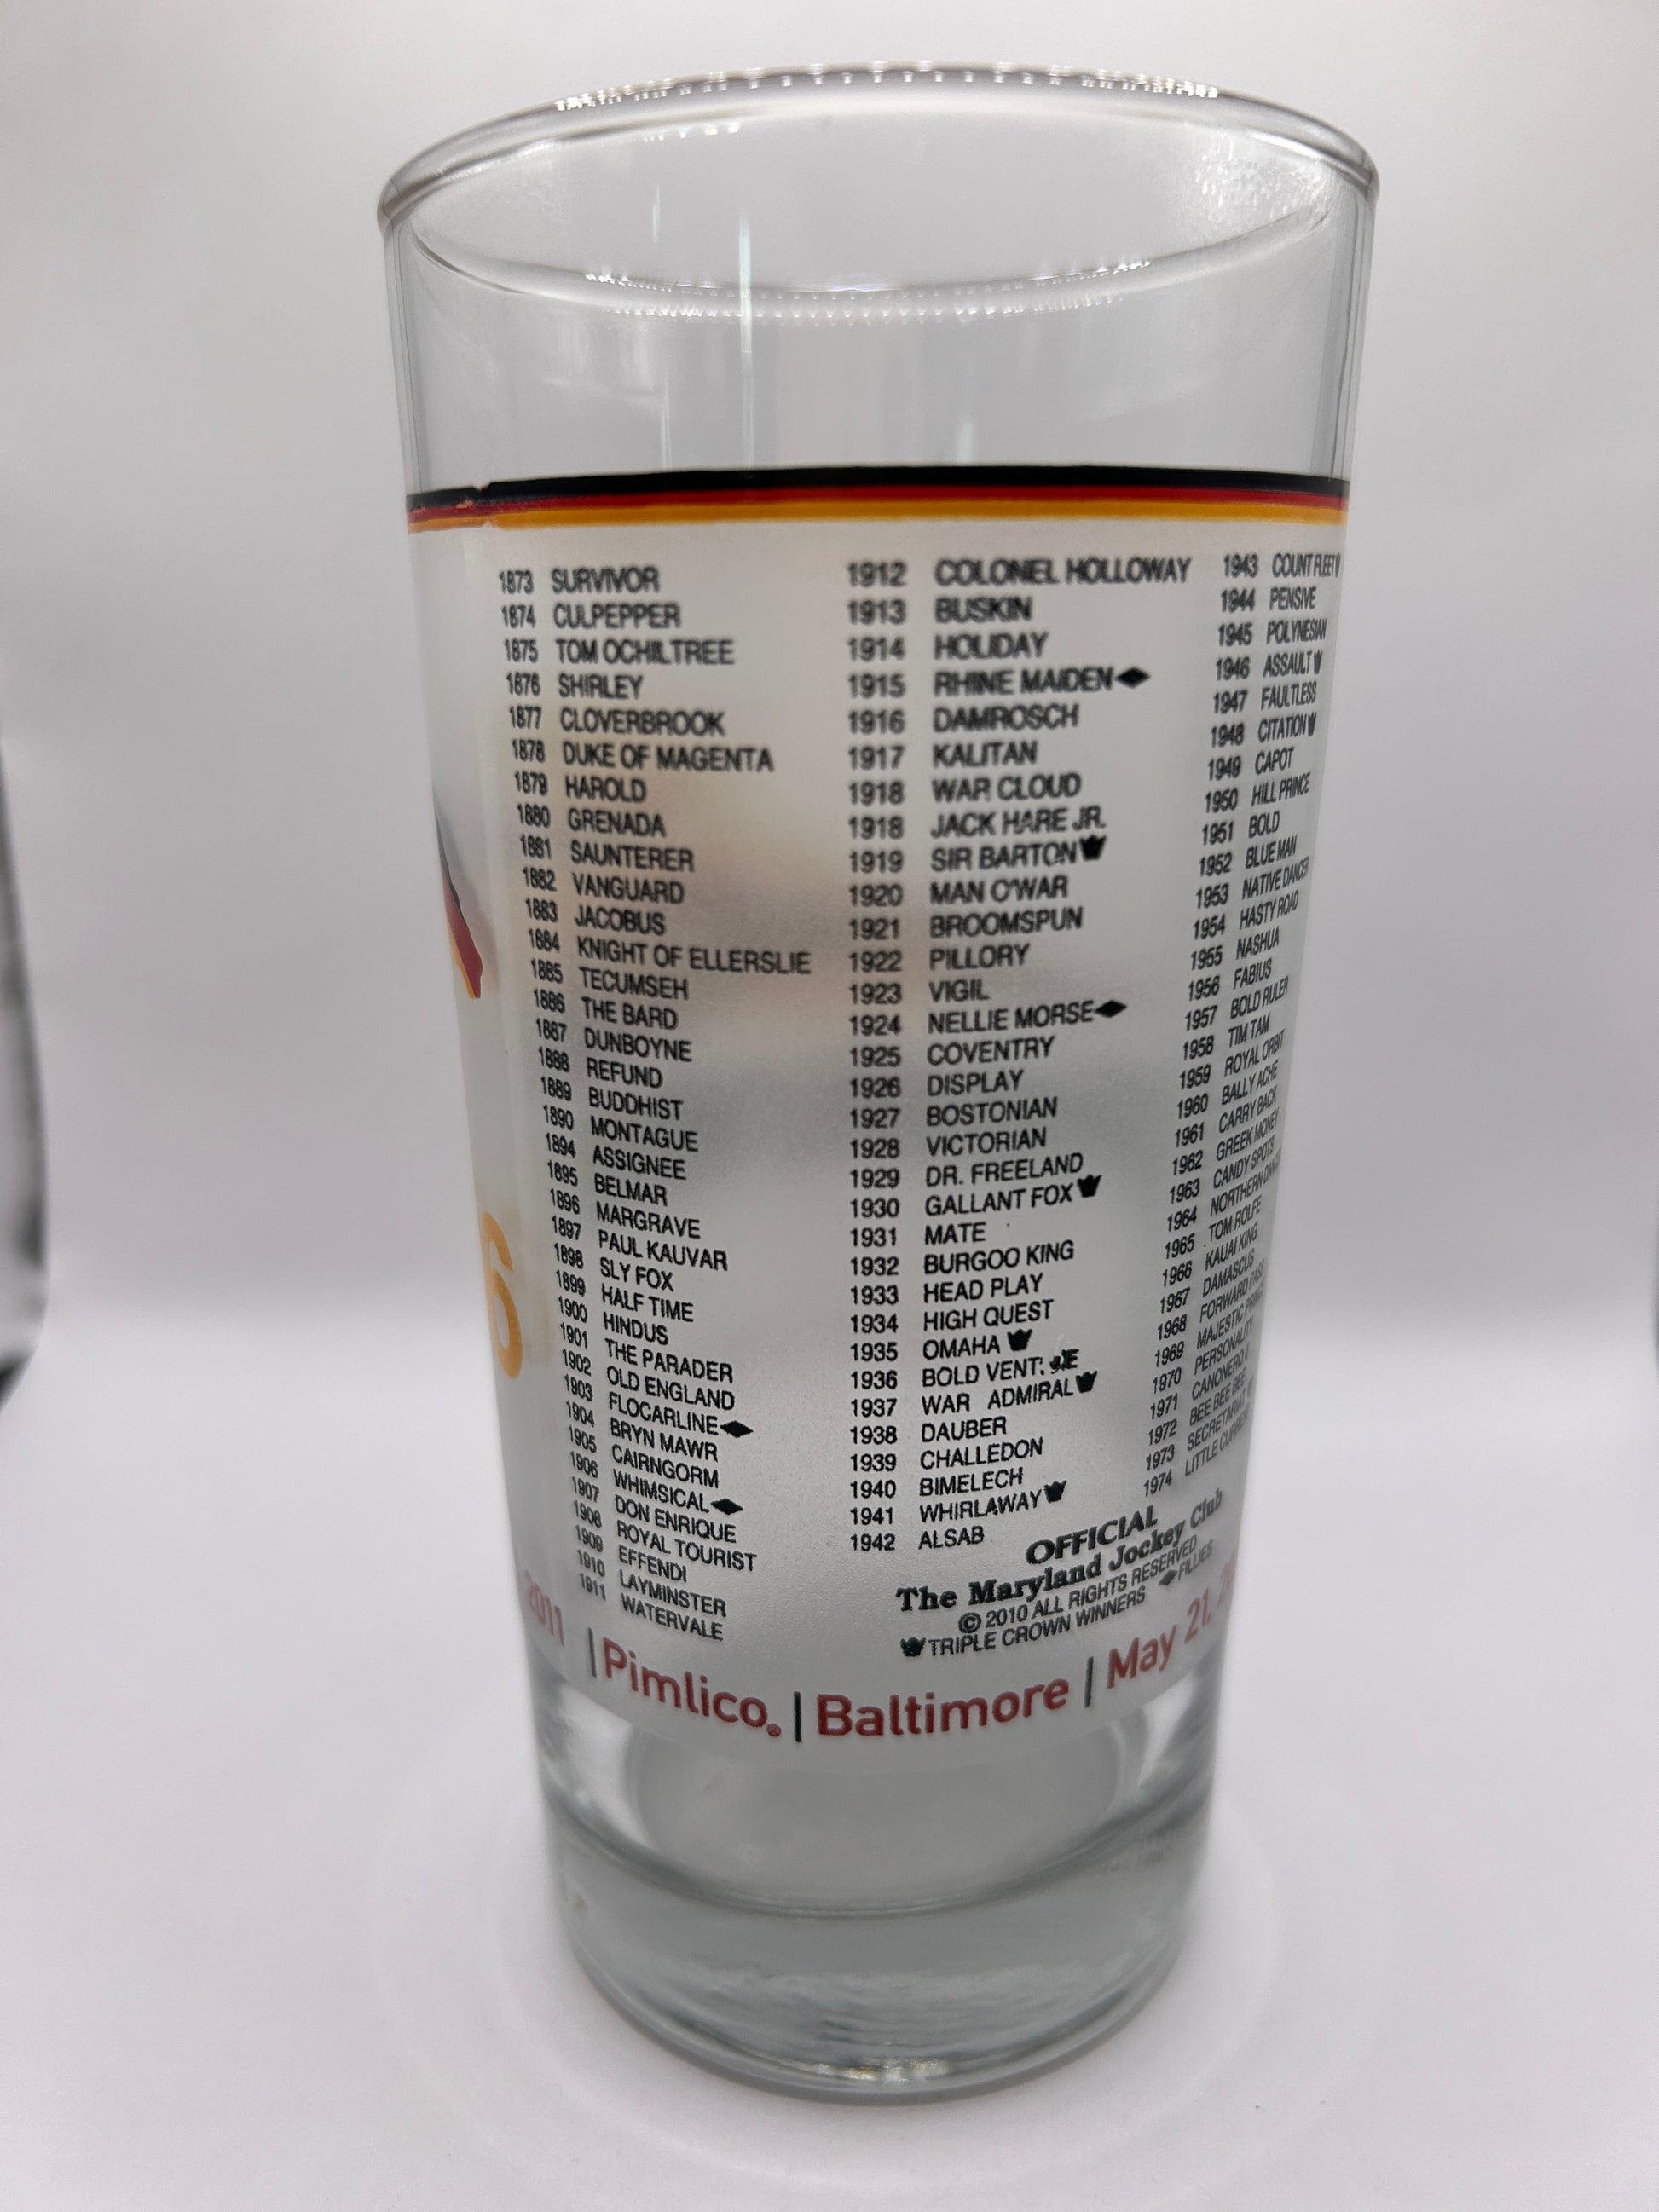 1873 SURVIVOR
1874 CULPEPPER
1875 TOM OCHILTREE
1876 SHIRLEY
1877 CLOVERBROOK
1878 DUKE OF MAGENTA
1879 HAROLD
1880 GRENADA
1881 SAUNTERER
1882 VANGUARD
1883 JACOBUS
1884 KNIGHT OF ELLERSLIE
1885 TECUMSEH
1886 THE BARD
1887 DUNBOYNE
1888 REFUND
1889 BUDDHIST
1890 MONTAGUE
1894 ASSIGNEE
1895 BELMAR
1896 MARGRAVE
1897 PAUL KAUVAR
1898 SLY FOX
1899 HALF TIME
1900 HINDUS
1901 THE PARADER
1902 OLD ENGLAND
1903 FLOCARLINE
1904 BRYN MAWR
1905 CAIRNGORM
1906 WHIMSICAL
1907 DON ENRIQUE
1908 ROYAL TOURIST
1909 EFFENDI
1910 LAYMINSTER
1911 WATERVALE
1912 COLONEL HOLLOWAY
1913 BUSKIN
1914 HOLIDAY
1915 RHINE MAIDEN
1916 DAMROSCH
1917 KALITAN
1918 WAR CLOUD
1918 JACK HARE JR.
1919 SIR BARTON
1920 MAN O'WAR
1921 BROOMSPUN
1922 PILLORY
1923 VIGIL
1924 NELLIE MORSE
1925 COVENTRY
1926 DISPLAY
1927 BOSTONIAN
1928 VICTORIAN
1929 DR. FREELAND
1930 GALLANT FOX
1931 MATE
1932 BURGOO KING
1933 HEAD PLAY
1934 HIGH QUEST
1935 OMAHA
1936 BOLD
1937 WAR ADMIRAL
1938 DAUBER
1939 CHALLEDON
1940 BIMELECH
1941 WHIRLAWAY
1942 ALSAB
1943 COUNT FLEET
1944 PENSIVE
1945 POLYNESIAN
1946 ASSAULT
1947 FAULTLESS
1948 CITATION
1949 CAPOT
1950 HILL PRINCE
1951 BOLD
1952 BLUE MAN
1953 NATIVE DANCER
1954 HASTY ROAD
1955 NASHUA
1956 FABIUS
1957 BOLD RULER
1958 TIM TAM
1959 ROYAL ORBIT
1960 BALLY ACHE
1961 CARRY BACK
1962 GREEK MONEY
1963 CANDY SPOTS
1964 NORTHERN
1965 TOM ROLFE
1966 KAUAI KING
1967 DAMASCUS
1968 FORWARD
1969 MAJESTIC
1970 PERSONALITY
1971 CANONERO II
1972 BEE BEE BEE
1973 SECRETARIAT
1974 LITTLE
OFFICIAL
The Maryland Jockey Club
© 2010 ALL RIGHTS RESERVED
TRIPLE CROWN WINNERS FILLIES
6
2011 | Pimlico® | Baltimore | May 21,